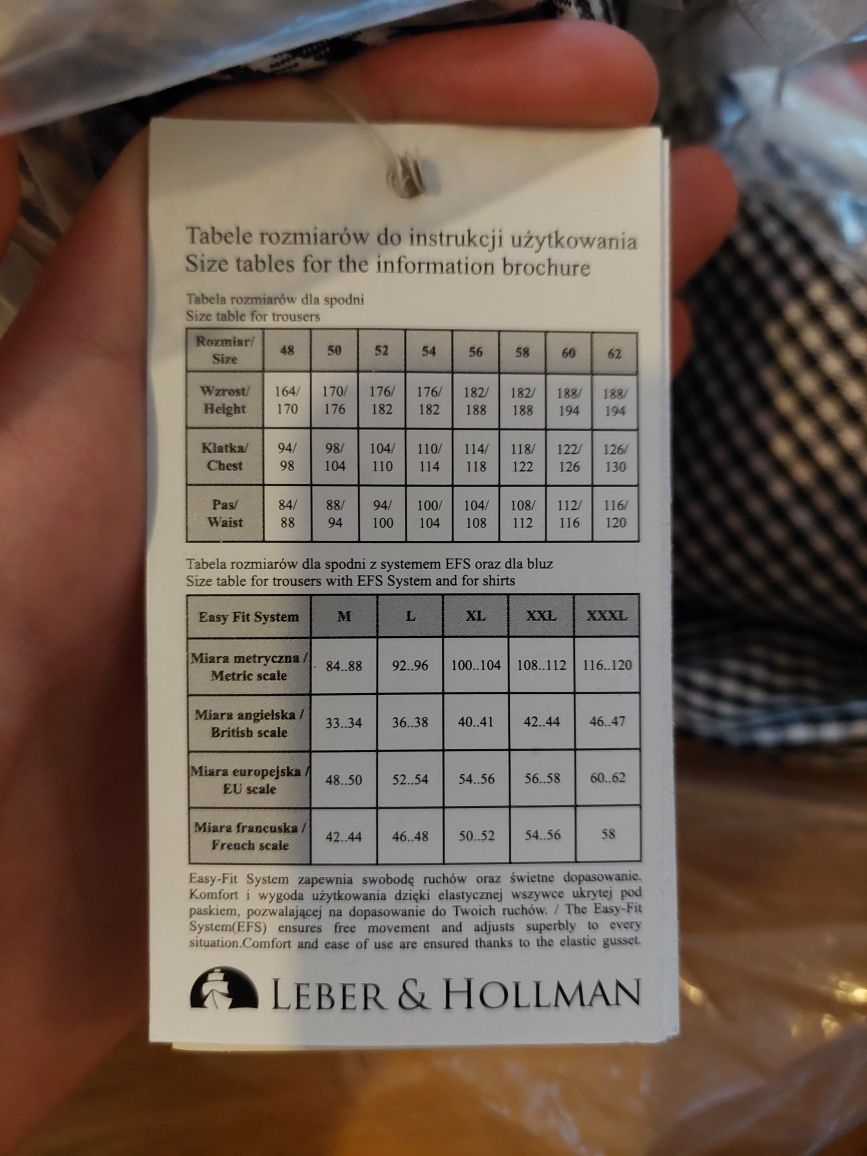 Tabele rozmiarów do instrukcji użytkowania
Size tables for the information brochure
Tabela rozmiarów dla spodni
Size table for trousers
Rozmiar/ Size 48 50 52 54 56 58 60 62
Wzrost/ Height 164/ 170 170/ 176 176/ 182 176/ 182 182/ 188 182/ 188 188/ 194 188/ 194
Klatka/ Chest 94/ 98 98/ 104 104/ 110 110/ 114 114/ 118 118/ 122 122/ 126 126/ 130
Pas/ Waist 84/ 88 88/ 94 94/ 100 100/ 104 104/ 108 108/ 112 112/ 116 116/ 120
Tabela rozmiarów dla spodni z systemem EFS oraz dla bluz
Size table for trousers with EFS System and for shirts
Easy Fit System M L XL XXL XXXL
Miara metryczna / Metric scale 84..88 92..96 100..104 108..112 116..120
Miara angielska / British scale 33..34 36..38 40..41 42..44 46..47
Miara europejska / EU scale 48..50 52..54 54..56 56..58 60..62
Miara francuska / French scale 42..44 46..48 50..52 54..56 58
Easy-Fit System zapewnia swobodę ruchów oraz świetne dopasowanie.
Komfort i wygoda użytkowania dzięki elastycznej wszywce ukrytej pod
paskiem, pozwalającej na dopasowanie do Twoich ruchów. / The Easy-Fit
System(EFS) ensures free movement and adjusts superbly to every
situation.Comfort and ease of use are ensured thanks to the elastic gusset.
LEBER & HOLLMAN